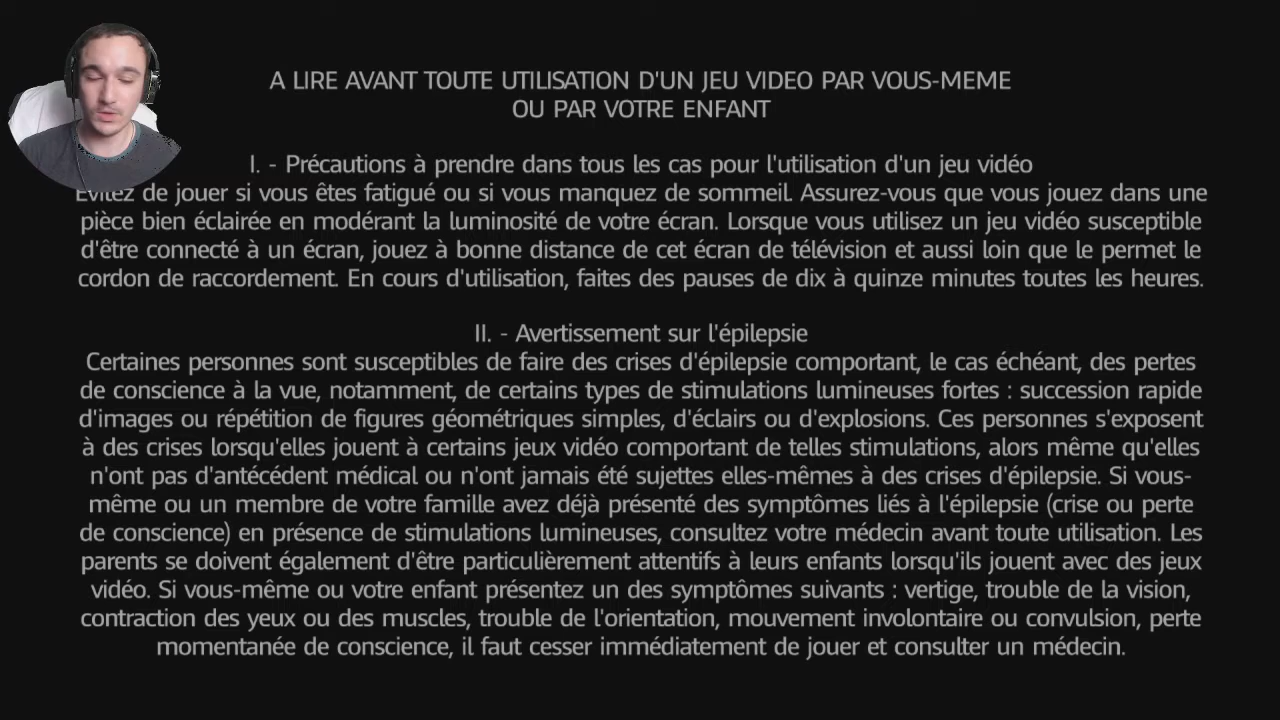 A LIRE AVANT TOUTE UTILISATION D'UN JEU VIDEO PAR VOUS-MEME
OU PAR VOTRE ENFANT
I. - Précautions à prendre dans tous les cas pour l'utilisation d'un jeu vidéo
Evitez de jouer si vous êtes fatigué ou si vous manquez de sommeil. Assurez-vous que vous jouez dans une
pièce bien éclairée en modérant la luminosité de votre écran. Lorsque vous utilisez un jeu vidéo susceptible
d'être connecté à un écran, jouez à bonne distance de cet écran de télévision et aussi loin que le permet le
cordon de raccordement. En cours d'utilisation, faites des pauses de dix à quinze minutes toutes les heures.
II. - Avertissement sur l'épilepsie
Certaines personnes sont susceptibles de faire des crises d'épilepsie comportant, le cas échéant, des pertes
de conscience à la vue, notamment, de certains types de stimulations lumineuses fortes : succession rapide
d'images ou répétition de figures géométriques simples, d'éclairs ou d'explosions. Ces personnes s'exposent
à des crises lorsqu'elles jouent à certains jeux vidéo comportant de telles stimulations, alors même qu'elles
n'ont pas d'antécédent médical ou n'ont jamais été sujettes elles-mêmes à des crises d'épilepsie. Si vous-
même ou un membre de votre famille avez déjà présenté des symptômes liés à l'épilepsie (crise ou perte
de conscience) en présence de stimulations lumineuses, consultez votre médecin avant toute utilisation. Les
parents se doivent également d'être particulièrement attentifs à leurs enfants lorsqu'ils jouent avec des jeux
vidéo. Si vous-même ou votre enfant présentez un des symptômes suivants : vertige, trouble de la vision,
contraction des yeux ou des muscles, trouble de l'orientation, mouvement involontaire ou convulsion, perte
momentanée de conscience, il faut cesser immédiatement de jouer et consulter un médecin.